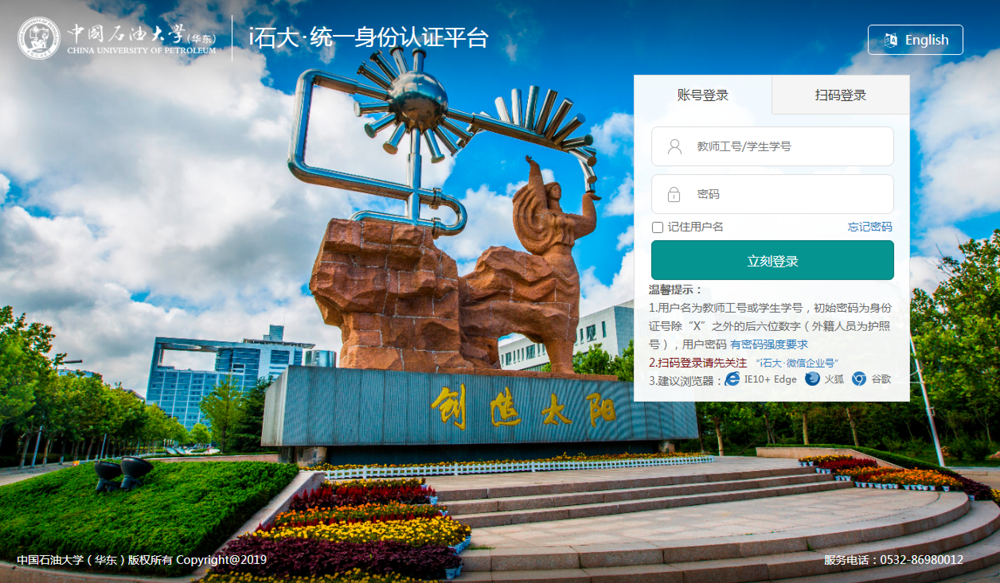 中國石油大学(华东)
CHINA UNIVERSITY OF PETROLEUM
i石大·统一身份认证平台
English
账号登录
扫码登录
教师工号/学生学号
密码
记住用户名
忘记密码
立刻登录
温馨提示：
1.用户名为教师工号或学生学号，初始密码为身份
证号除“X”之外的后六位数字（外籍人员为护照
号），用户密码 有密码强度要求
2.扫码登录请先关注 “i石大·微信企业号”
3.建议浏览器： IE10+ Edge 火狐 谷歌
创造太阳
中国石油大学（华东）版权所有 Copyright@2019
服务电话：0532-86980012